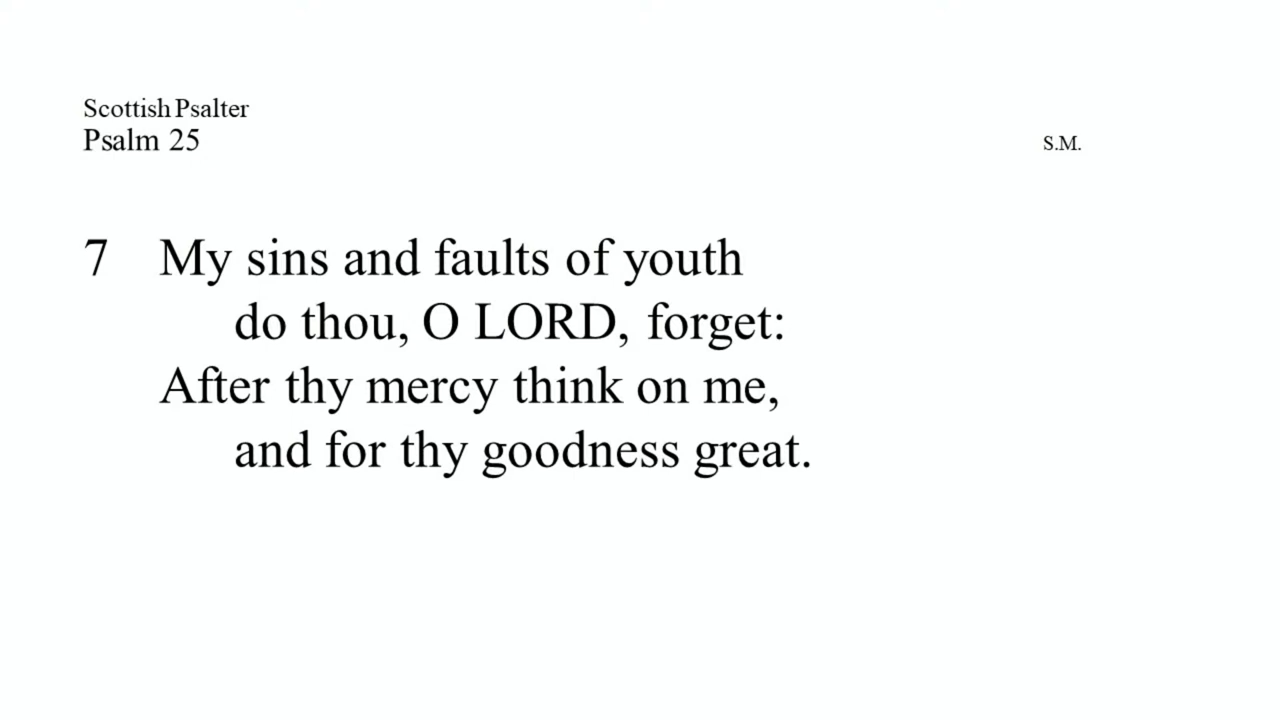 Scottish Psalter
Psalm 25
S.M.
7 My sins and faults of youth
do thou, O LORD, forget:
After thy mercy think on me,
and for thy goodness great.